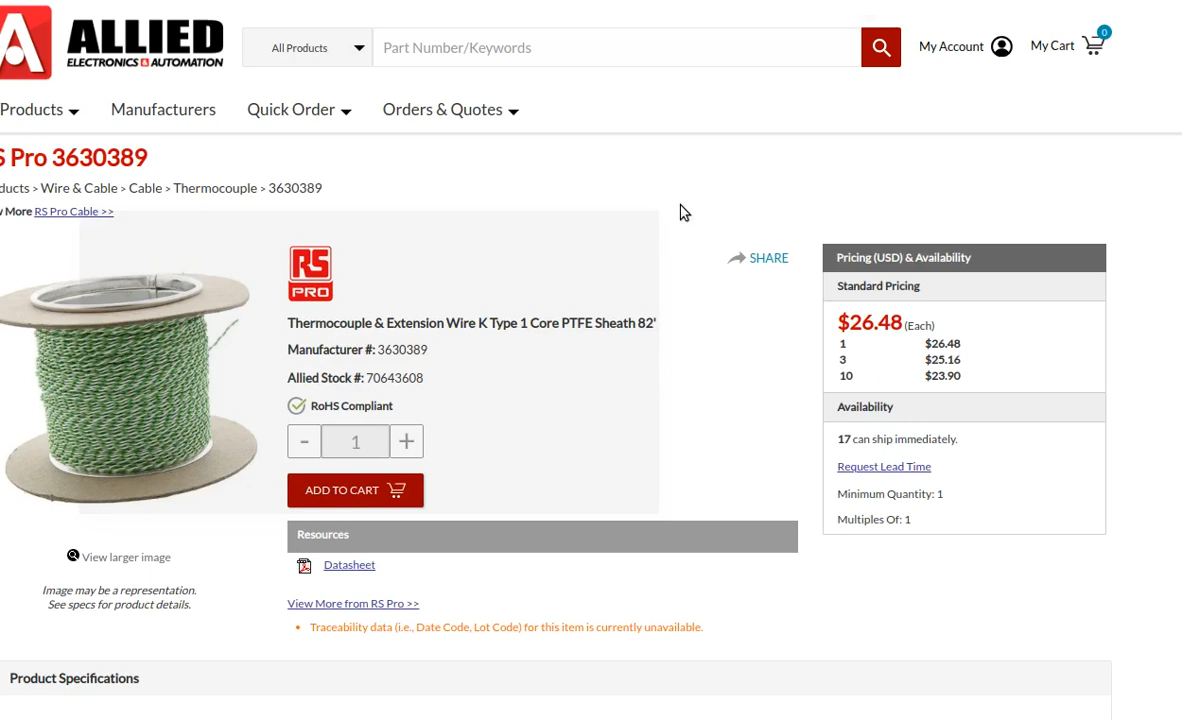 A ALLIED
ELECTRONICS & AUTOMATION
All Products
Part Number/Keywords
My Account
My Cart
0
Products
Manufacturers
Quick Order
Orders & Quotes
S Pro 3630389
ducts > Wire & Cable > Cable > Thermocouple > 3630389
w More RS Pro Cable >>
RS
PRO
SHARE
Thermocouple & Extension Wire K Type 1 Core PTFE Sheath 82'
Manufacturer #: 3630389
Allied Stock #: 70643608
RoHS Compliant
- 1 +
ADD TO CART
View larger image
Image may be a representation.
See specs for product details.
Resources
Datasheet
View More from RS Pro >>
• Traceability data (i.e., Date Code, Lot Code) for this item is currently unavailable.
Pricing (USD) & Availability
Standard Pricing
$26.48 (Each)
1 $26.48
3 $25.16
10 $23.90
Availability
17 can ship immediately.
Request Lead Time
Minimum Quantity: 1
Multiples Of: 1
Product Specifications